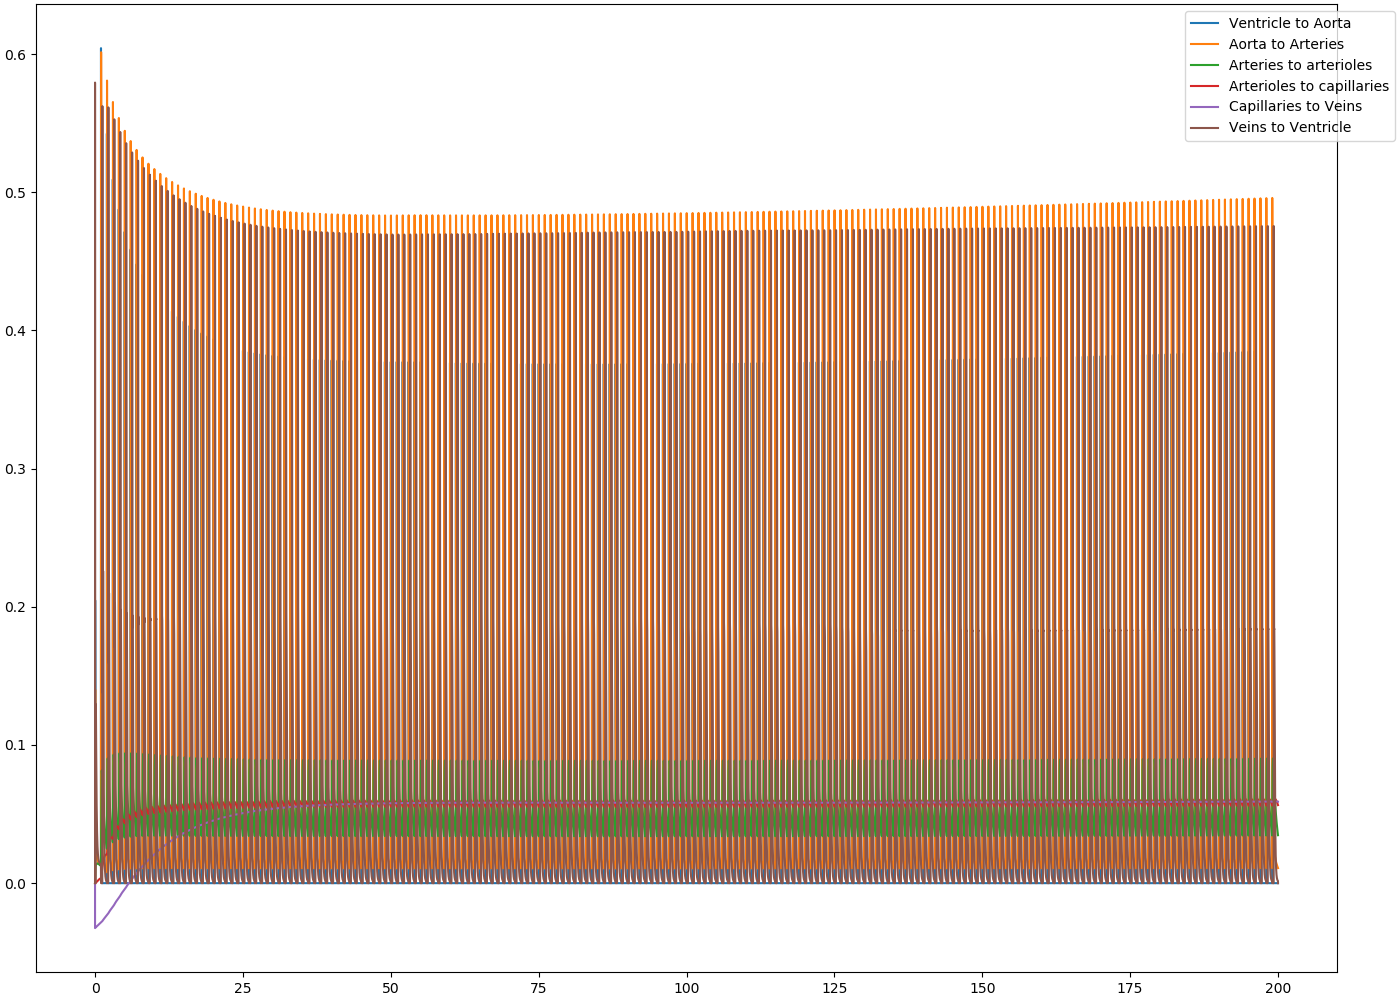 Ventricle to Aorta
Aorta to Arteries
Arteries to arterioles
Arterioles to capillaries
Capillaries to Veins
Veins to Ventricle
0.6
0.5
0.4
0.3
0.2
0.1
0.0
0 25 50 75 100 125 150 175 200